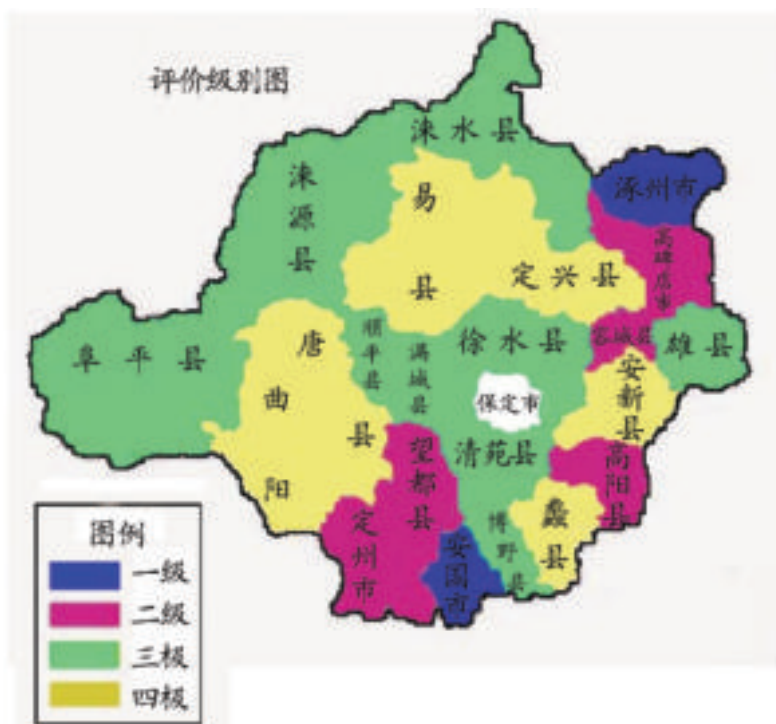 评价级别图
涞水县
涞源县
易县
涿州市
高碑店市
定兴县
阜平县
唐县
曲阳
顺平县
满城县
徐水县
容城县
雄县
安新县
保定市
清苑县
望都县
高阳县
定州市
安国市
博野县
蠡县
图例
一级
二级
三极
四极